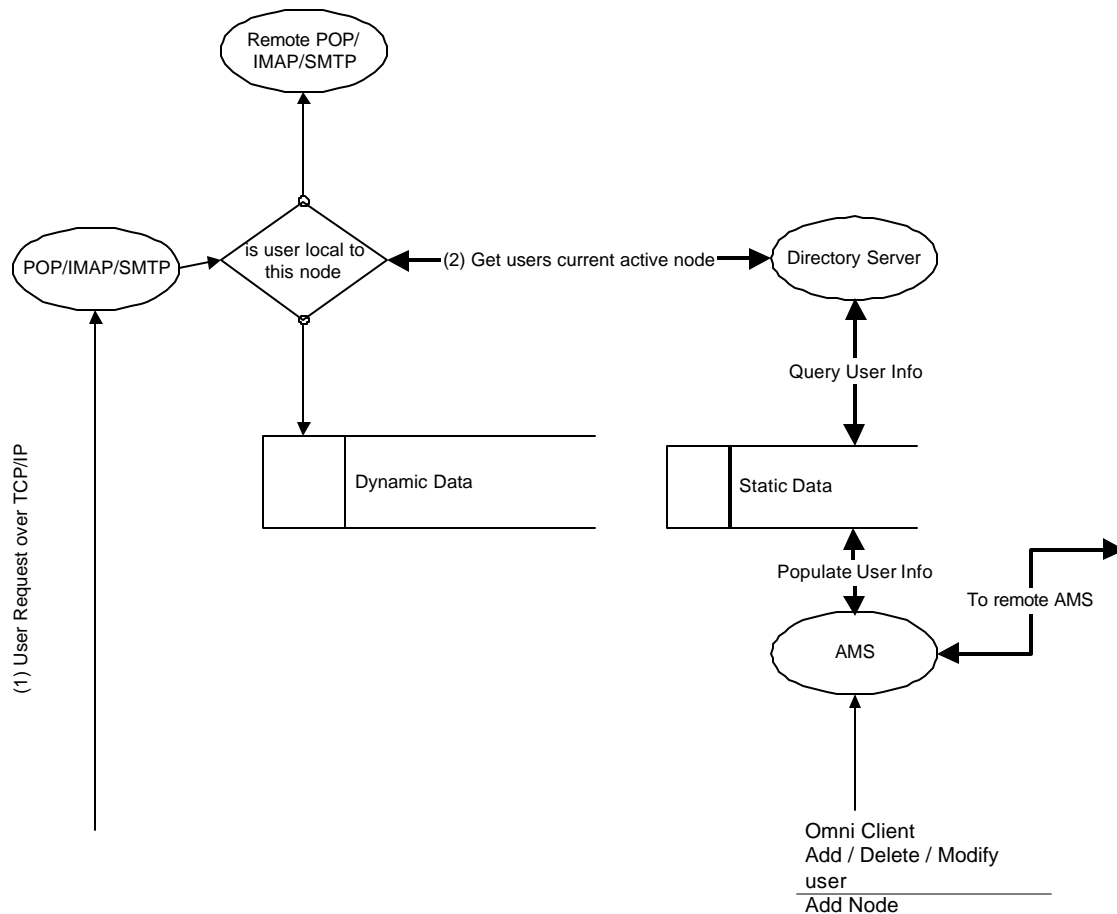 Remote POP/
IMAP/SMTP
POP/IMAP/SMTP
is user local to
this node
(2) Get users current active node
Directory Server
Query User Info
(1) User Request over TCP/IP
Dynamic Data
Static Data
Populate User Info
To remote AMS
AMS
Omni Client
Add / Delete / Modify
user
Add Node